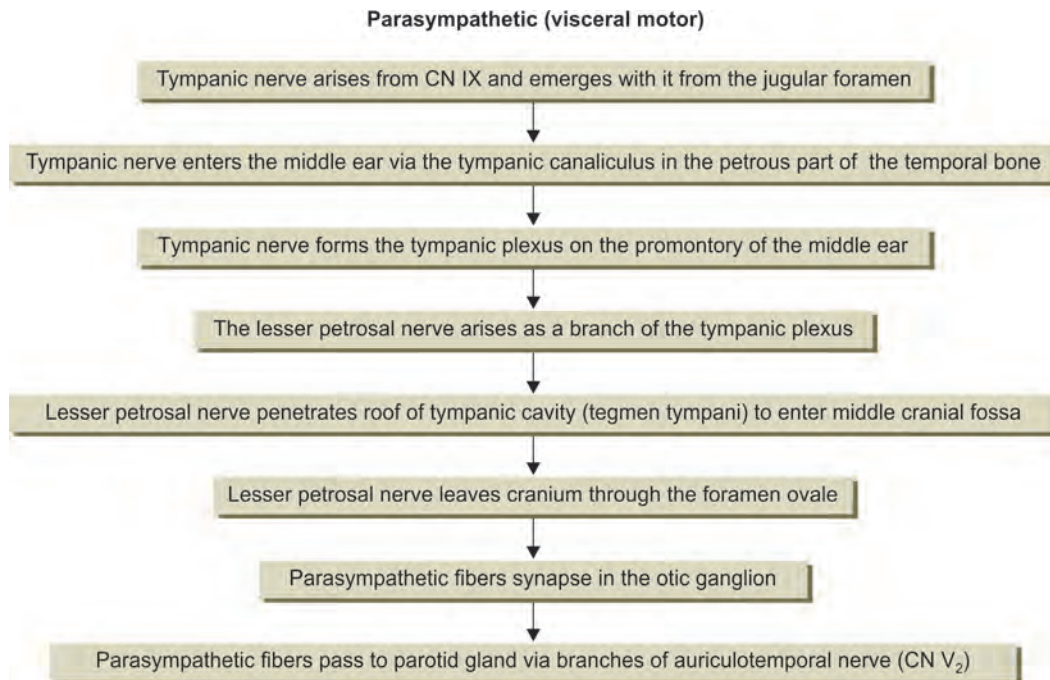 Parasympathetic (visceral motor)
Tympanic nerve arises from CN IX and emerges with it from the jugular foramen
Tympanic nerve enters the middle ear via the tympanic canaliculus in the petrous part of the temporal bone
Tympanic nerve forms the tympanic plexus on the promontory of the middle ear
The lesser petrosal nerve arises as a branch of the tympanic plexus
Lesser petrosal nerve penetrates roof of tympanic cavity (tegmen tympani) to enter middle cranial fossa
Lesser petrosal nerve leaves cranium through the foramen ovale
Parasympathetic fibers synapse in the otic ganglion
Parasympathetic fibers pass to parotid gland via branches of auriculotemporal nerve (CN V₂)